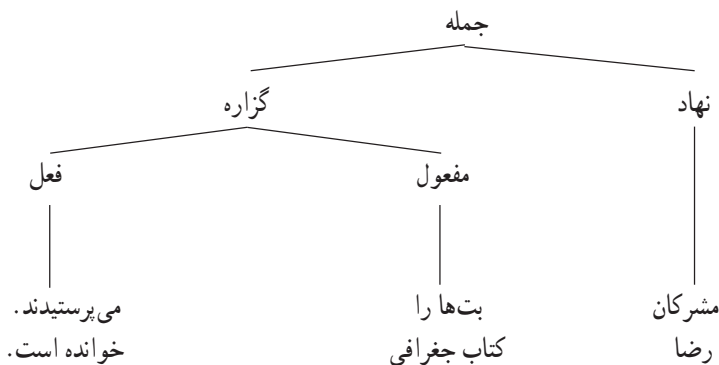 جمله
نهاد گزاره
مفعول فعل
مشرکان بت‌ها را می‌پرستیدند.
رضا کتاب جغرافی خوانده است.